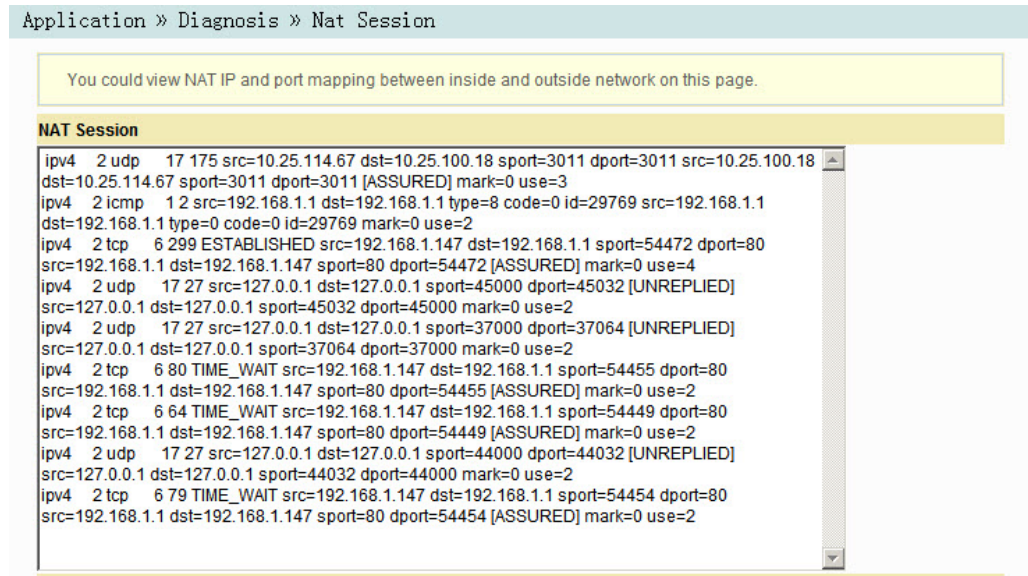 Application » Diagnosis » Nat Session
You could view NAT IP and port mapping between inside and outside network on this page.
NAT Session
ipv4 2 udp 17 175 src=10.25.114.67 dst=10.25.100.18 sport=3011 dport=3011 src=10.25.100.18
dst=10.25.114.67 sport=3011 dport=3011 [ASSURED] mark=0 use=3
ipv4 2 icmp 1 2 src=192.168.1.1 dst=192.168.1.1 type=8 code=0 id=29769 src=192.168.1.1
dst=192.168.1.1 type=0 code=0 id=29769 mark=0 use=2
ipv4 2 tcp 6 299 ESTABLISHED src=192.168.1.147 dst=192.168.1.1 sport=54472 dport=80
src=192.168.1.1 dst=192.168.1.147 sport=80 dport=54472 [ASSURED] mark=0 use=4
ipv4 2 udp 17 27 src=127.0.0.1 dst=127.0.0.1 sport=45000 dport=45032 [UNREPLIED]
src=127.0.0.1 dst=127.0.0.1 sport=45032 dport=45000 mark=0 use=2
ipv4 2 udp 17 27 src=127.0.0.1 dst=127.0.0.1 sport=37000 dport=37064 [UNREPLIED]
src=127.0.0.1 dst=127.0.0.1 sport=37064 dport=37000 mark=0 use=2
ipv4 2 tcp 6 80 TIME_WAIT src=192.168.1.147 dst=192.168.1.1 sport=54455 dport=80
src=192.168.1.1 dst=192.168.1.147 sport=80 dport=54455 [ASSURED] mark=0 use=2
ipv4 2 tcp 6 64 TIME_WAIT src=192.168.1.147 dst=192.168.1.1 sport=54449 dport=80
src=192.168.1.1 dst=192.168.1.147 sport=80 dport=54449 [ASSURED] mark=0 use=2
ipv4 2 udp 17 27 src=127.0.0.1 dst=127.0.0.1 sport=44000 dport=44032 [UNREPLIED]
src=127.0.0.1 dst=127.0.0.1 sport=44032 dport=44000 mark=0 use=2
ipv4 2 tcp 6 79 TIME_WAIT src=192.168.1.147 dst=192.168.1.1 sport=54454 dport=80
src=192.168.1.1 dst=192.168.1.147 sport=80 dport=54454 [ASSURED] mark=0 use=2